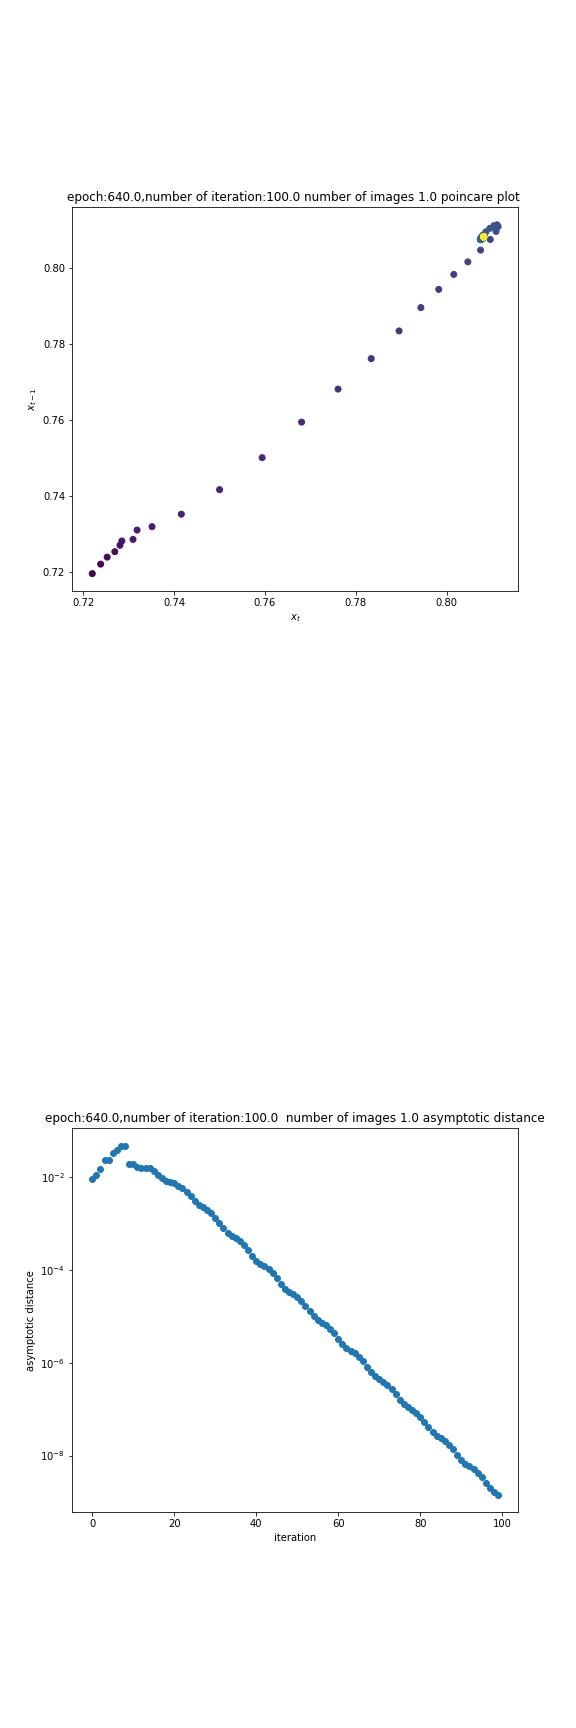 epoch:640.0,number of iteration:100.0 number of images 1.0 poincare plot
0.80
0.78
0.76
0.74
0.72
x_{t-1}
0.72 0.74 0.76 0.78 0.80
x_t
epoch:640.0,number of iteration:100.0  number of images 1.0 asymptotic distance
10^{-2}
10^{-4}
10^{-6}
10^{-8}
asymptotic distance
0 20 40 60 80 100
iteration